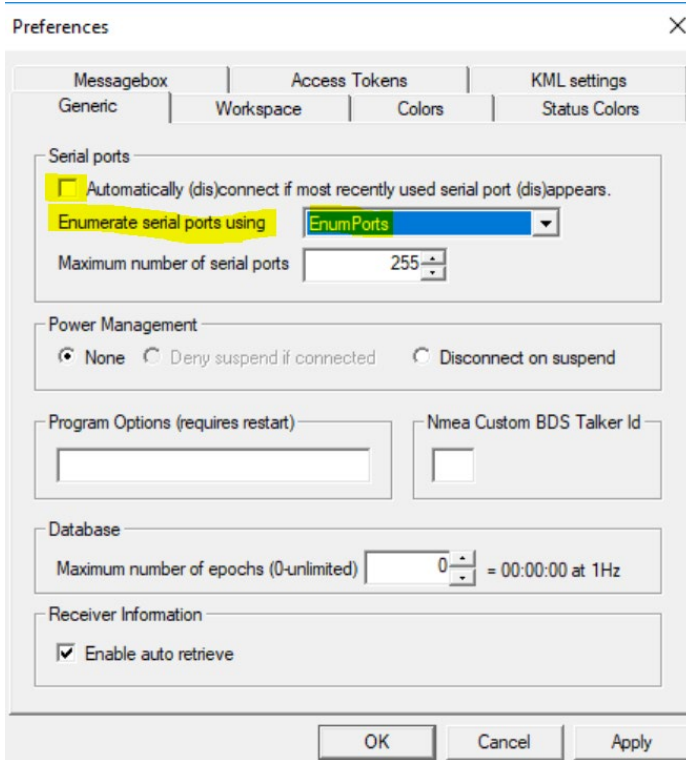 Preferences
Messagebox Access Tokens KML settings
Generic Workspace Colors Status Colors
Serial ports
Automatically (dis)connect if most recently used serial port (dis)appears.
Enumerate serial ports using EnumPorts
Maximum number of serial ports 255
Power Management
None Deny suspend if connected Disconnect on suspend
Program Options (requires restart) Nmea Custom BDS Talker Id
Database
Maximum number of epochs (0-unlimited) 0 = 00:00:00 at 1Hz
Receiver Information
Enable auto retrieve
OK Cancel Apply